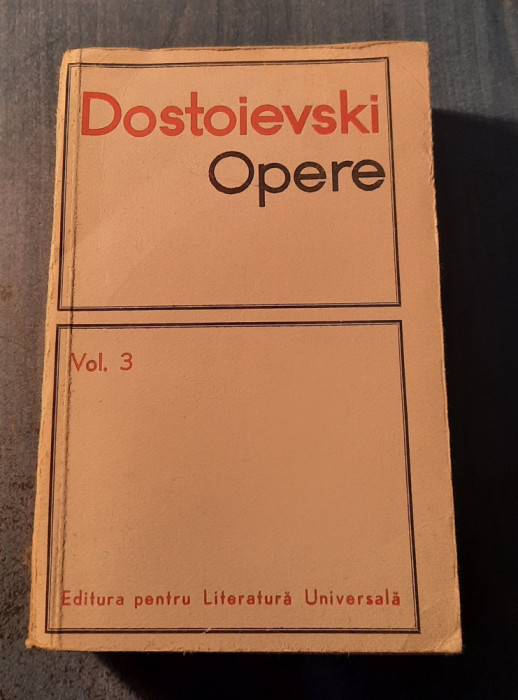 Dostoievski
Opere
Vol. 3
Editura pentru Literatură Universală